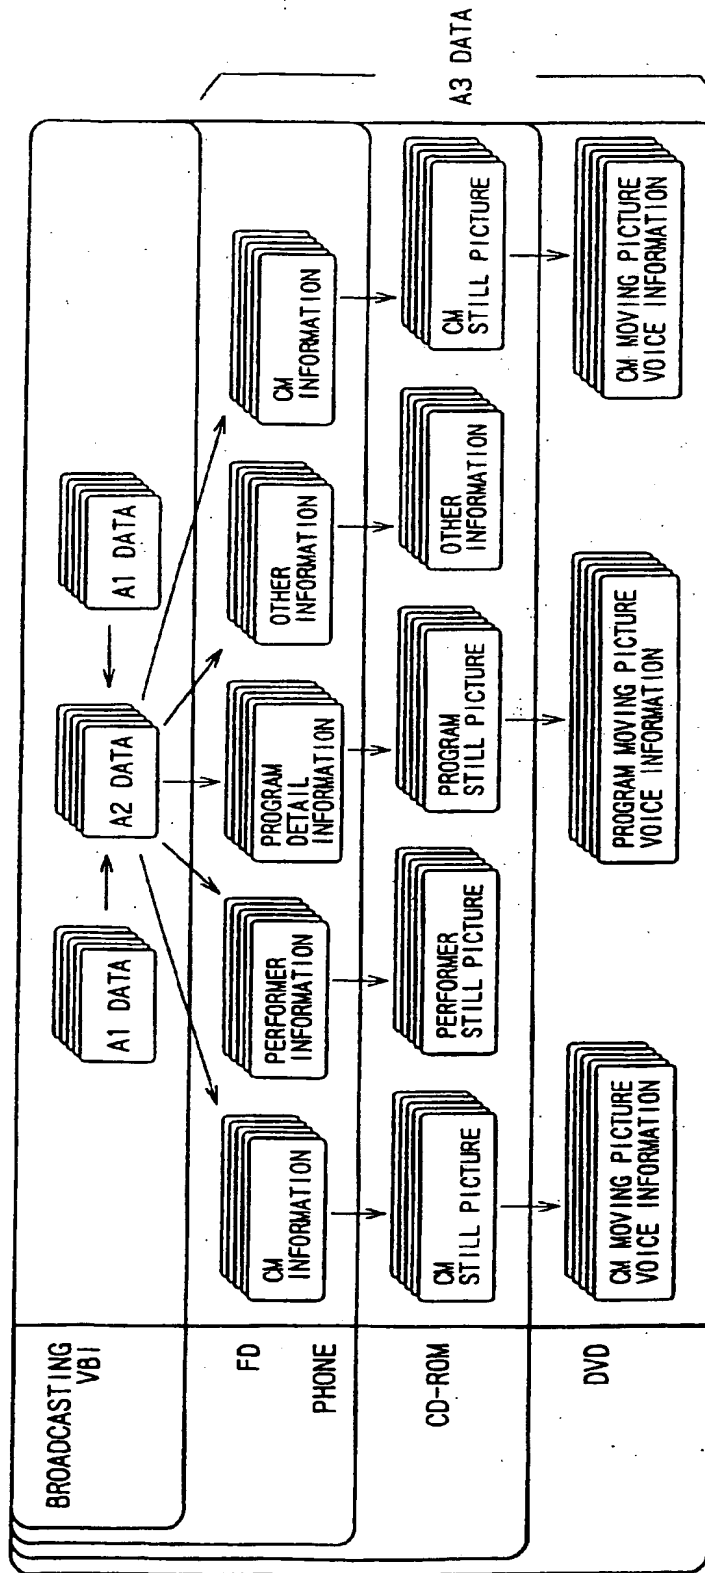 BROADCASTING
VBI
A1 DATA
A2 DATA
A1 DATA
FD
PHONE
CM
INFORMATION
PERFORMER
INFORMATION
PROGRAM
DETAIL
INFORMATION
OTHER
INFORMATION
CM
INFORMATION
CD-ROM
CM
STILL PICTURE
PERFORMER
STILL PICTURE
PROGRAM
STILL PICTURE
OTHER
INFORMATION
CM
STILL PICTURE
DVD
CM MOVING PICTURE
VOICE INFORMATION
PROGRAM MOVING PICTURE
VOICE INFORMATION
CM MOVING PICTURE
VOICE INFORMATION
A3 DATA